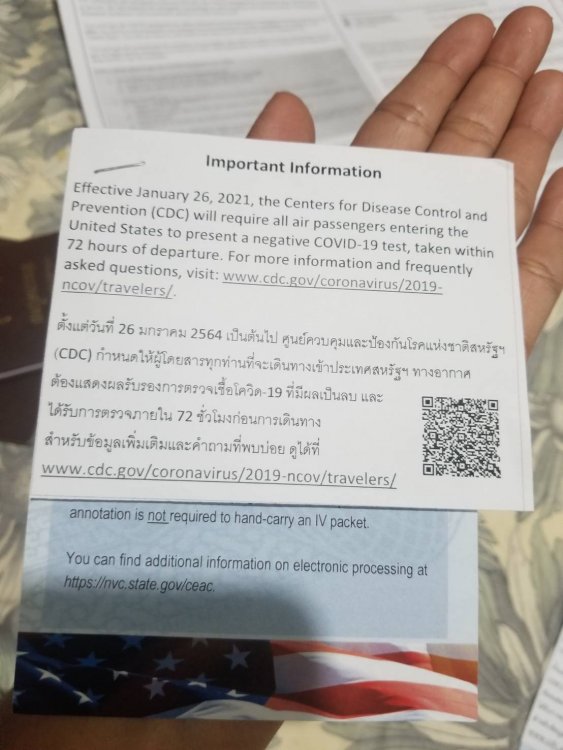 Important Information
Effective January 26, 2021, the Centers for Disease Control and
Prevention (CDC) will require all air passengers entering the
United States to present a negative COVID-19 test, taken within
72 hours of departure. For more information and frequently
asked questions, visit: www.cdc.gov/coronavirus/2019-
ncov/travelers/.
ตั้งแต่วันที่ 26 มกราคม 2564 เป็นต้นไป ศูนย์ควบคุมและป้องกันโรคแห่งชาติสหรัฐฯ
(CDC) กำหนดให้ผู้โดยสารทุกท่านที่จะเดินทางเข้าประเทศสหรัฐฯ ทางอากาศ
ต้องแสดงผลรับรองการตรวจเชื้อโควิด-19 ที่มีผลเป็นลบ และ
ได้รับการตรวจภายใน 72 ชั่วโมงก่อนการเดินทาง
สำหรับข้อมูลเพิ่มเติมและคำถามที่พบบ่อย ดูได้ที่
www.cdc.gov/coronavirus/2019-ncov/travelers/
annotation is not required to hand-carry an IV packet.
You can find additional information on electronic processing at
https://nvc.state.gov/ceac.